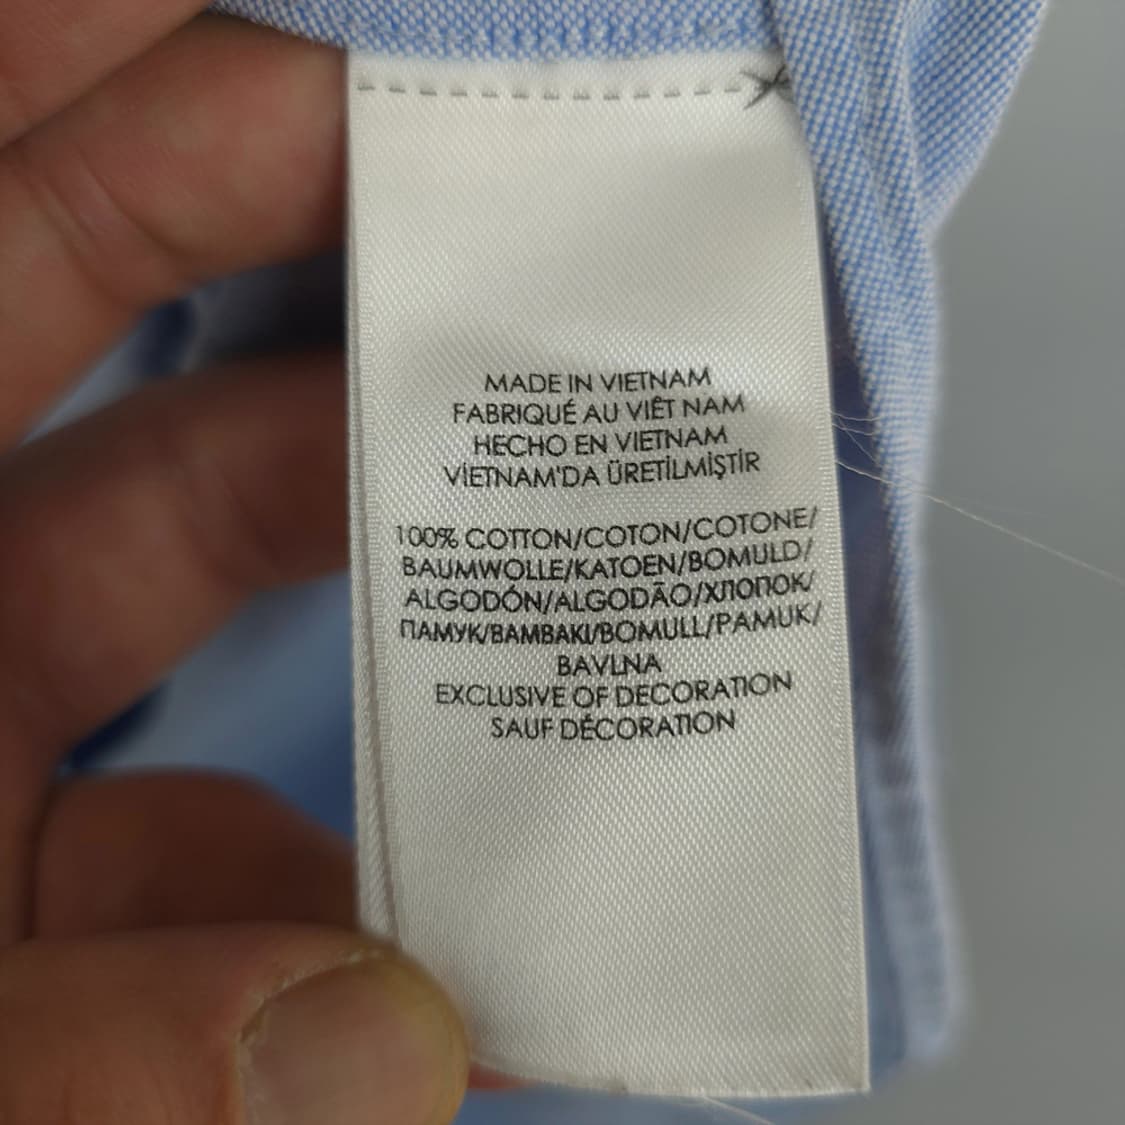 MADE IN VIETNAM
FABRIQUÉ AU VIÊT NAM
HECHO EN VIETNAM
VİETNAM'DA ÜRETİLMİŞTİR
100% COTTON/COTON/COTONE/
BAUMWOLLE/KATOEN/BOMULD/
ALGODÓN/ALGODÃO/ХЛОПОК/
ПАМУК/ΒΑΜΒΑΚΙ/BOMULL/PAMUK/
BAVLNA
EXCLUSIVE OF DECORATION
SAUF DÉCORATION